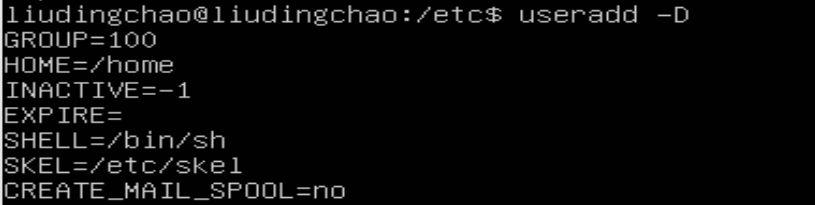 liudingchao@liudingchao:/etc$ useradd -D
GROUP=100
HOME=/home
INACTIVE=-1
EXPIRE=
SHELL=/bin/sh
SKEL=/etc/skel
CREATE_MAIL_SPOOL=no